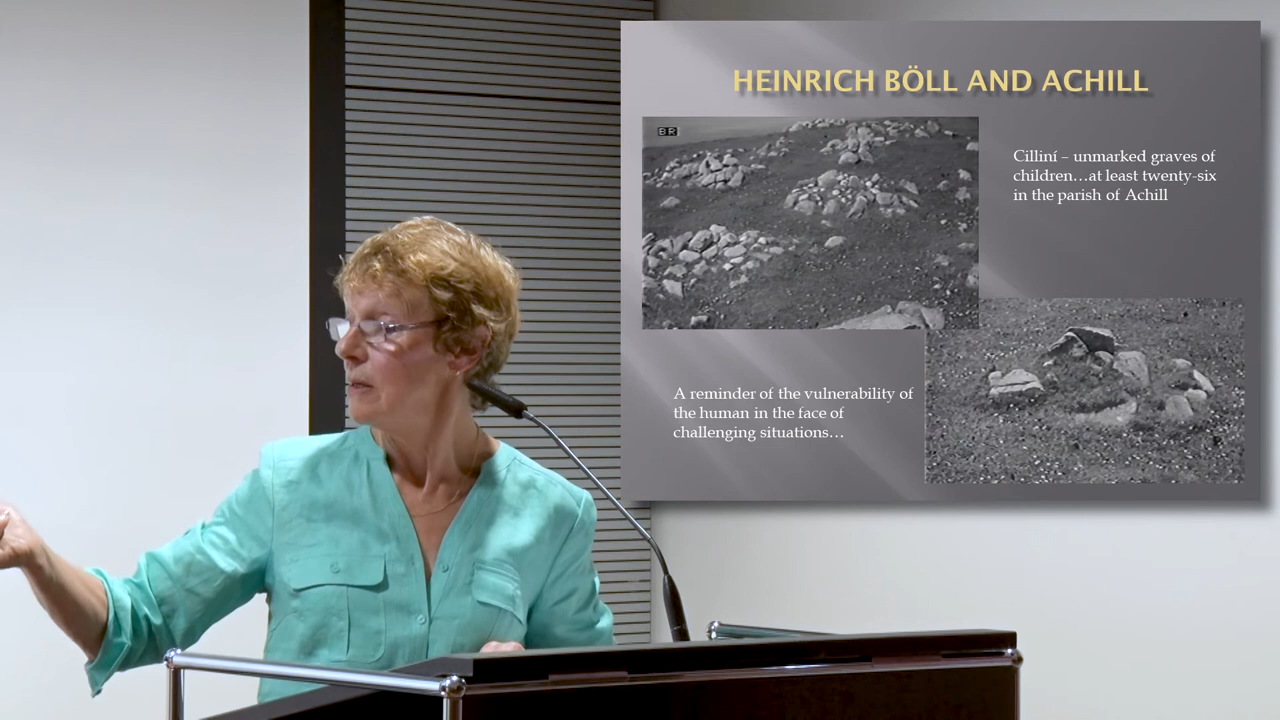 HEINRICH BÖLL AND ACHILL
BR
Cilliní – unmarked graves of
children…at least twenty-six
in the parish of Achill
A reminder of the vulnerability of
the human in the face of
challenging situations…